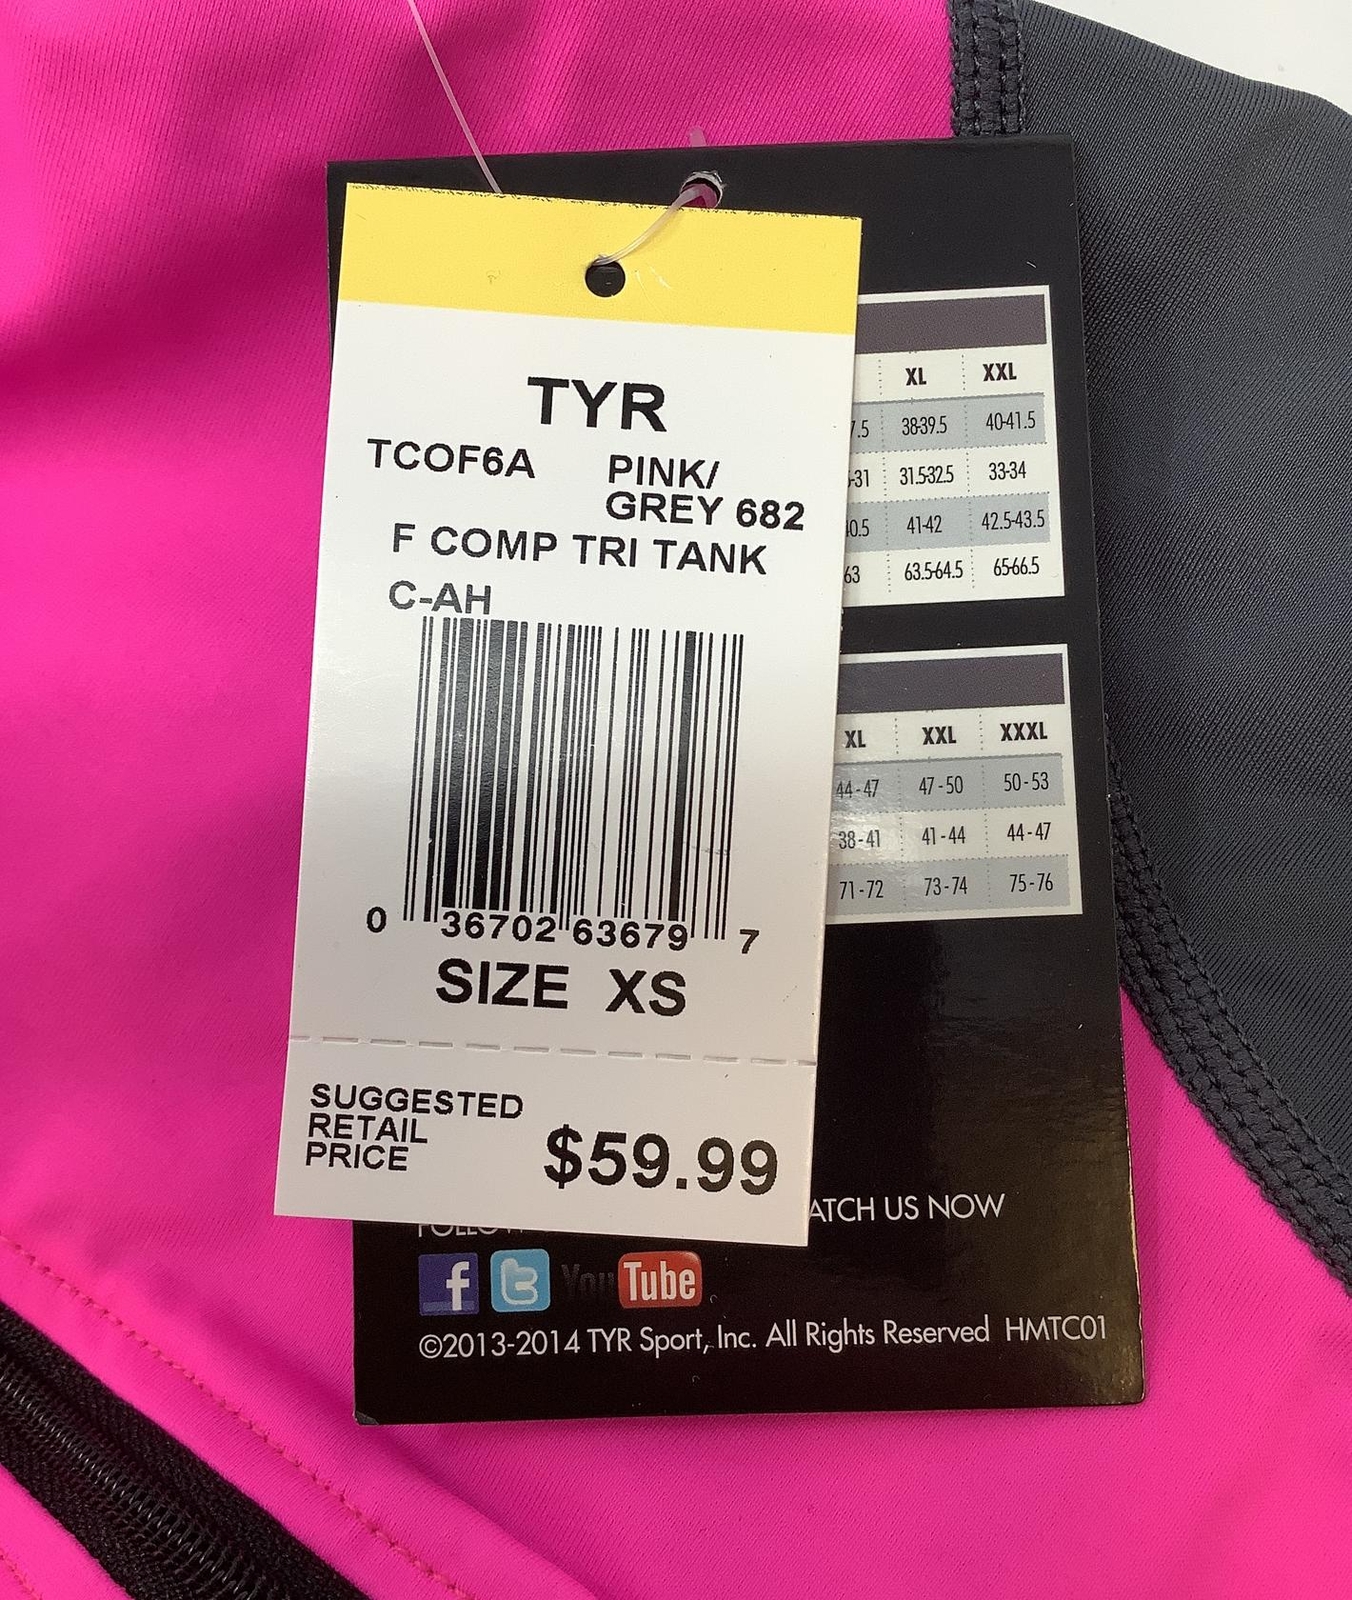 TYR
TCOF6A PINK/
GREY 682
F COMP TRI TANK
C-AH
0 36702 63679 7
SIZE XS
SUGGESTED
RETAIL
PRICE
$59.99
XL XXL
38-39.5 40-41.5
31.5-32.5 33-34
41-42 42.5-43.5
63.5-64.5 65-66.5
XL XXL XXXL
44-47 47-50 50-53
38-41 41-44 44-47
71-72 73-74 75-76
US NOW
f t YouTube
©2013-2014 TYR Sport, Inc. All Rights Reserved HMTC01